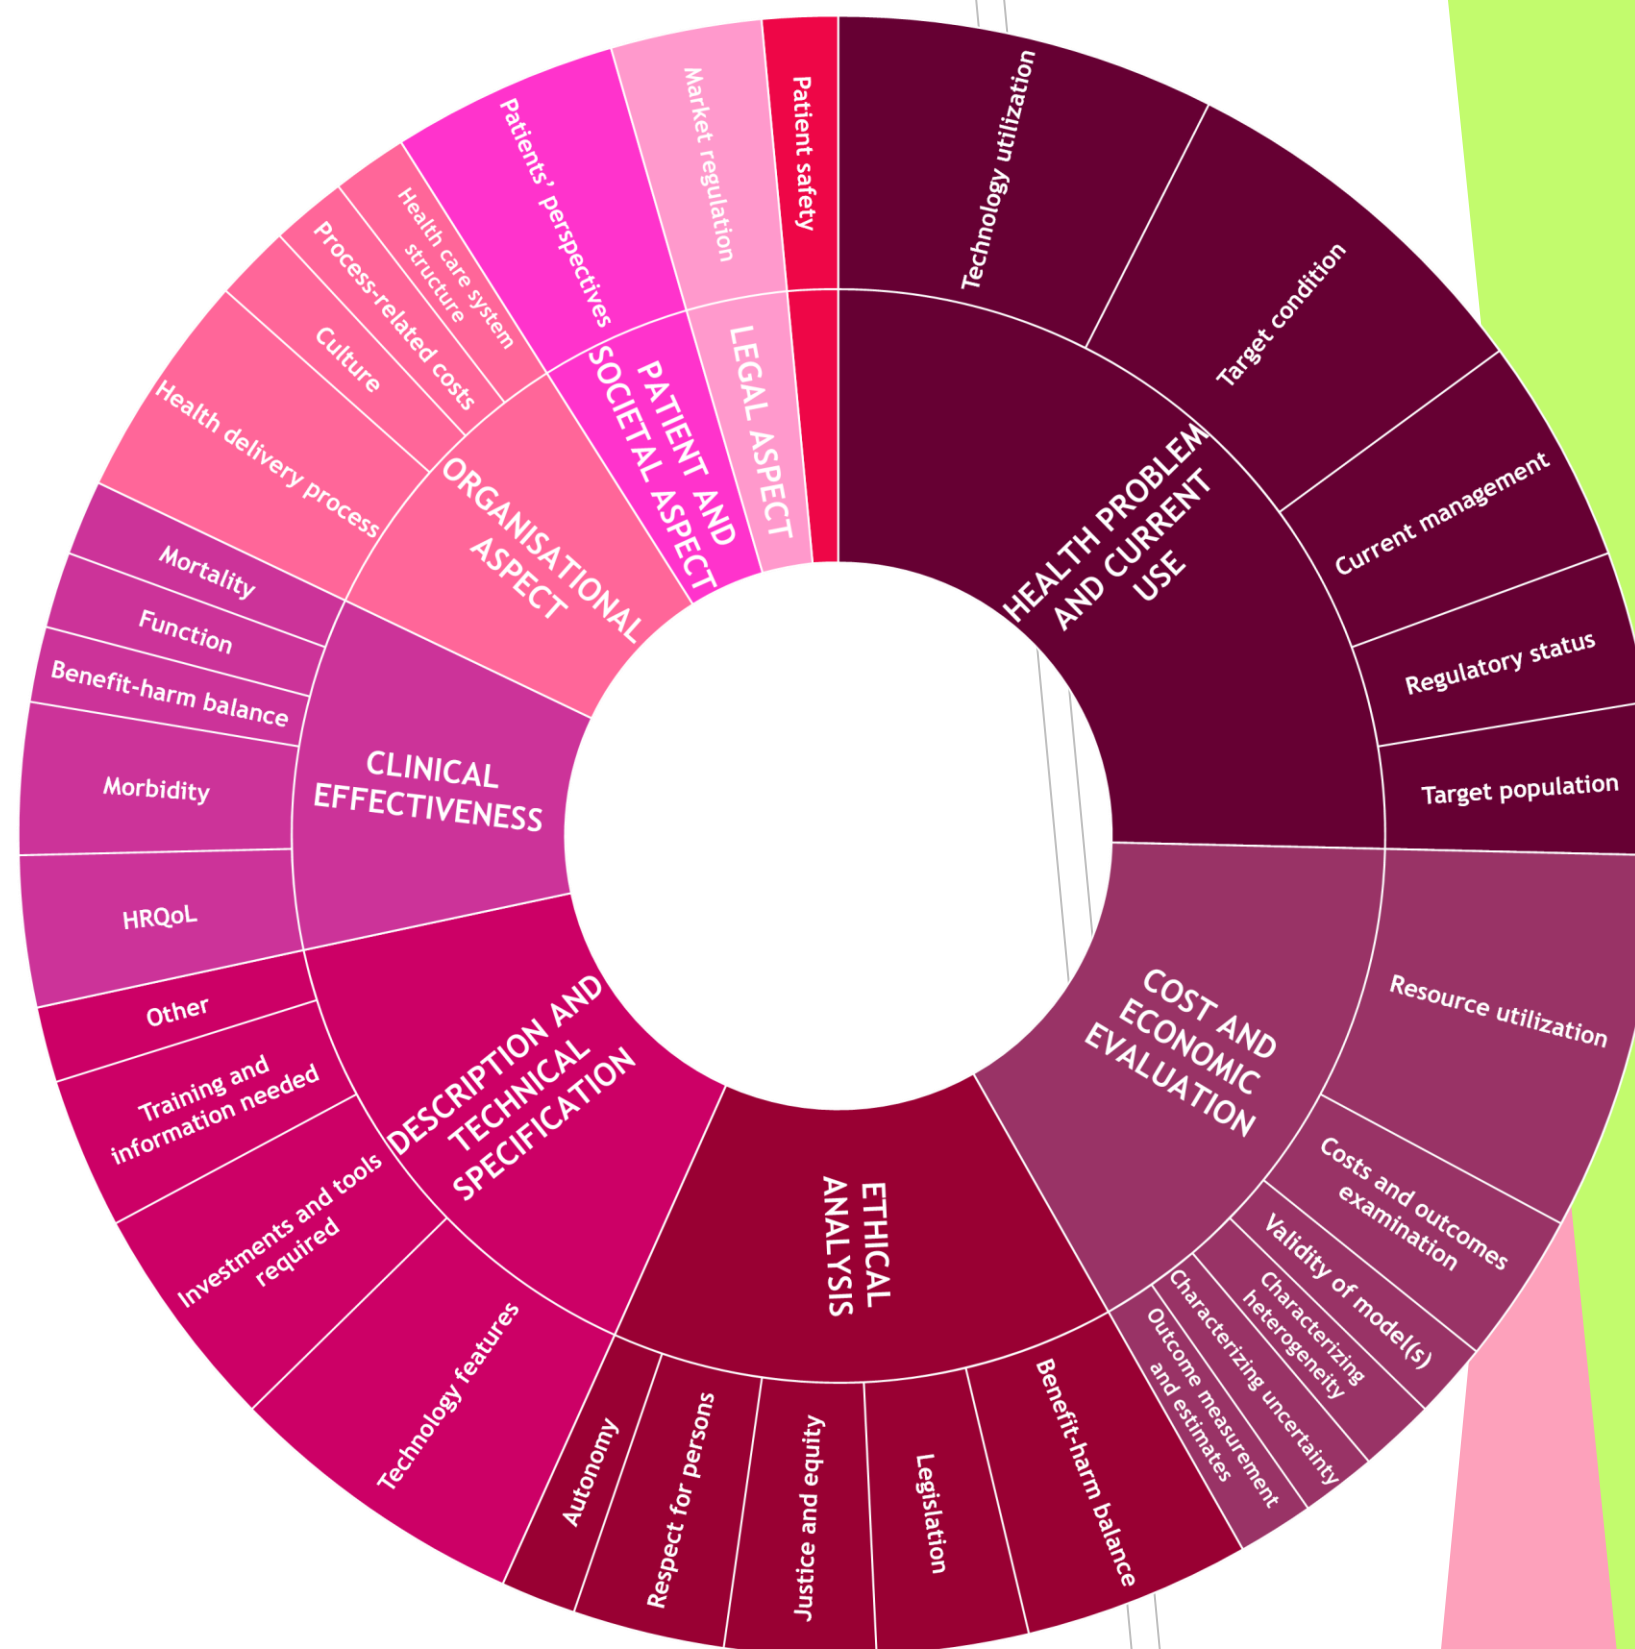 HEALTH PROBLEM
AND CURRENT
USE
Technology utilization
Target condition
Current management
Regulatory status
Target population
COST AND
ECONOMIC
EVALUATION
Resource utilization
Costs and outcomes
examination
Validity of model(s)
Characterizing
heterogeneity
Characterizing uncertainty
Outcome measurement
and estimates
ETHICAL
ANALYSIS
Benefit-harm balance
Legislation
Justice and equity
Respect for persons
Autonomy
DESCRIPTION AND
TECHNICAL
SPECIFICATION
Technology features
Investments and tools
required
Training and
information needed
Other
CLINICAL
EFFECTIVENESS
HRQoL
Morbidity
Benefit-harm balance
Function
Mortality
ORGANISATIONAL
ASPECT
Health delivery process
Culture
Process-related costs
Health care system
structure
PATIENT AND
SOCIETAL ASPECT
Patients’ perspectives
LEGAL ASPECT
Market regulation
Patient safety